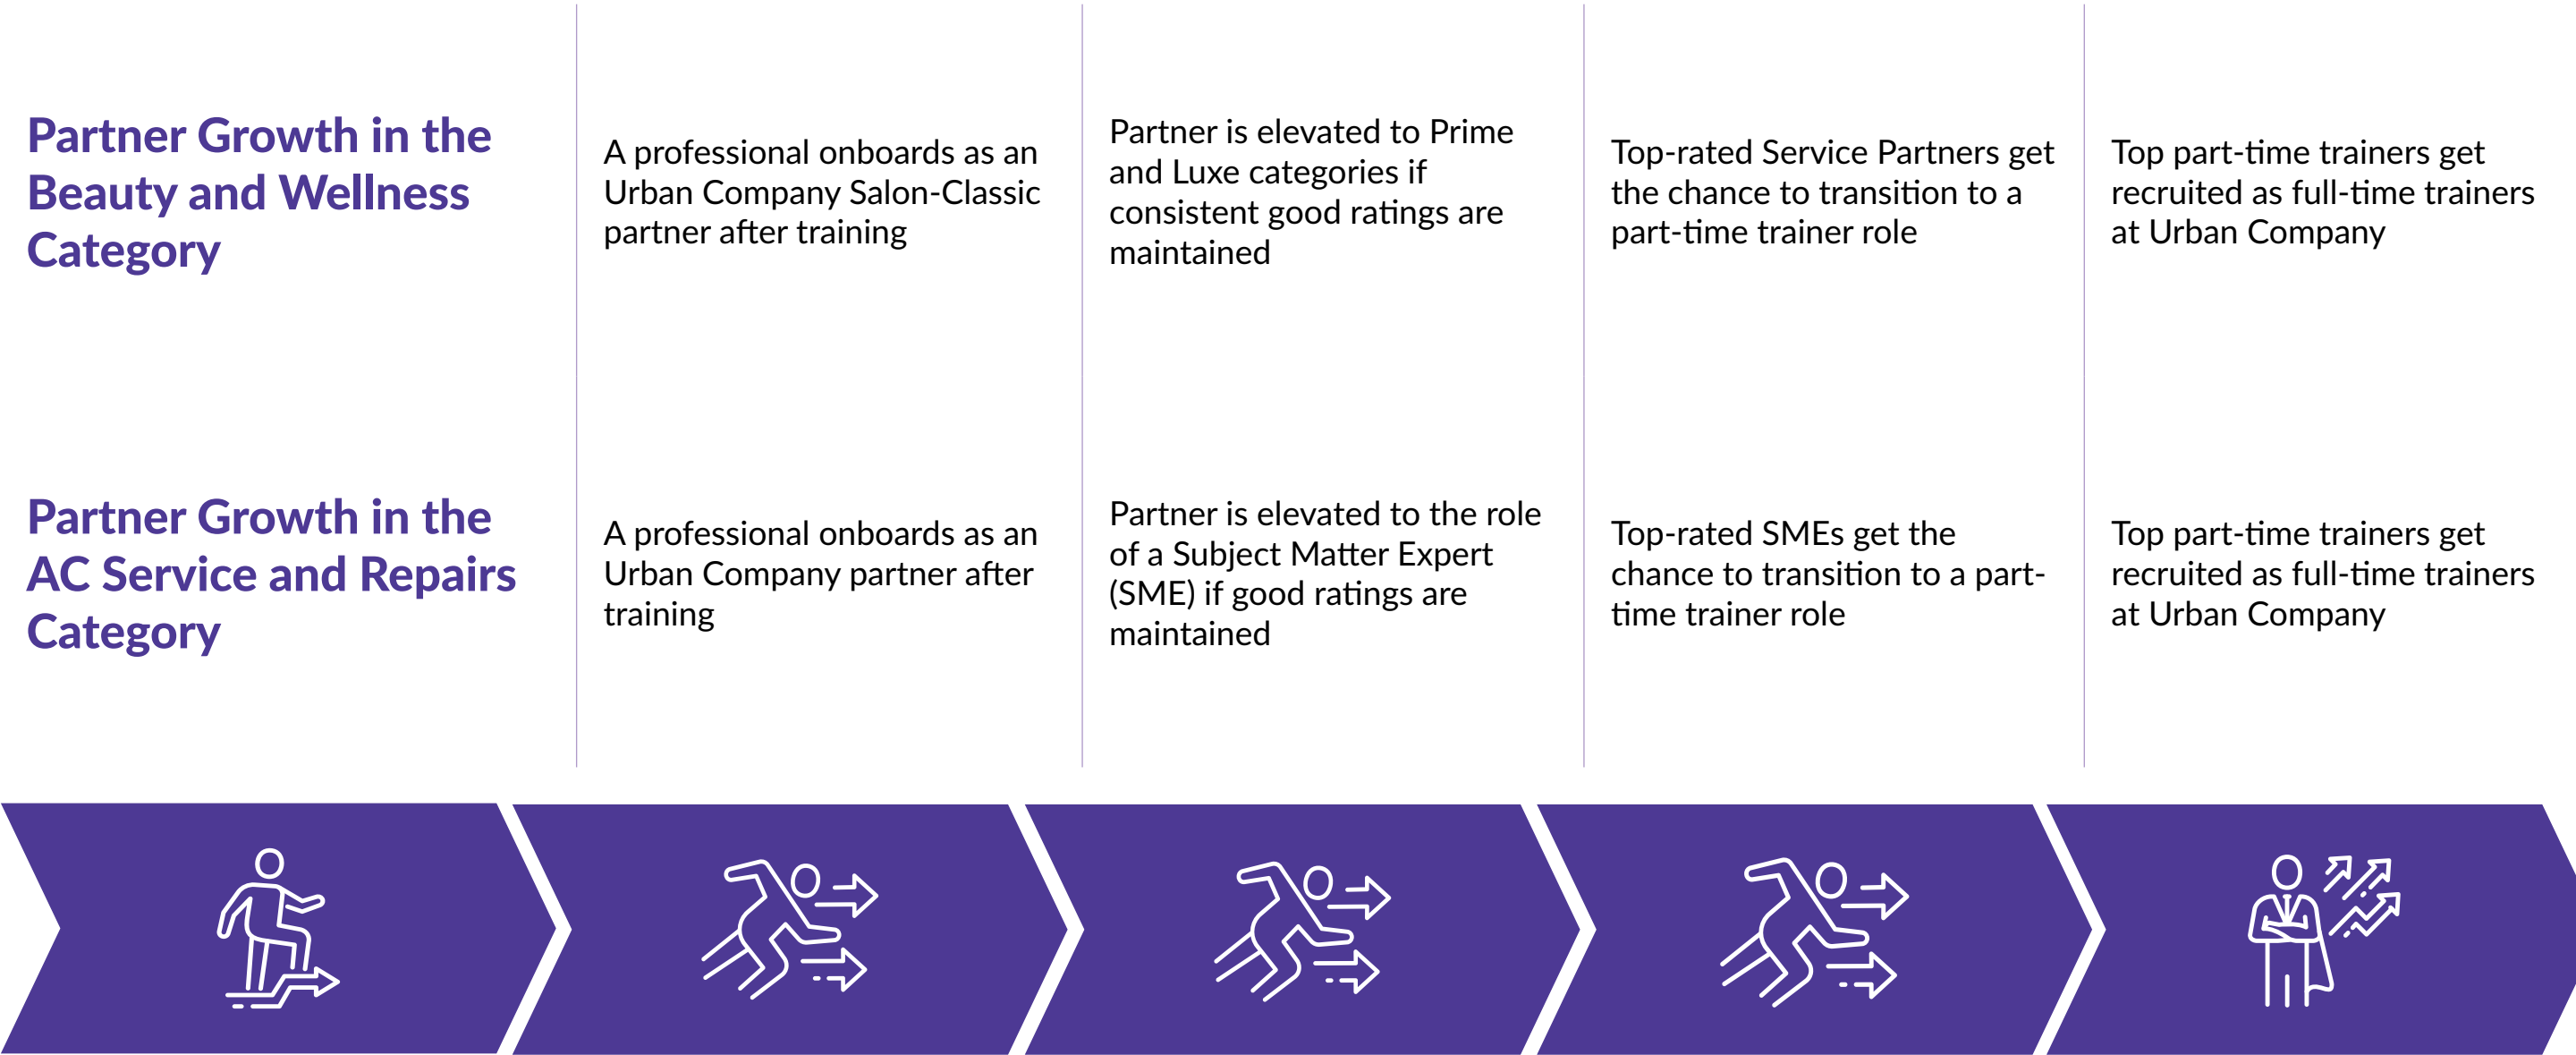 Partner Growth in the
Beauty and Wellness
Category
A professional onboards as an
Urban Company Salon-Classic
partner after training
Partner is elevated to Prime
and Luxe categories if
consistent good ratings are
maintained
Top-rated Service Partners get
the chance to transition to a
part-time trainer role
Top part-time trainers get
recruited as full-time trainers
at Urban Company
Partner Growth in the
AC Service and Repairs
Category
A professional onboards as an
Urban Company partner after
training
Partner is elevated to the role
of a Subject Matter Expert
(SME) if good ratings are
maintained
Top-rated SMEs get the
chance to transition to a part-
time trainer role
Top part-time trainers get
recruited as full-time trainers
at Urban Company